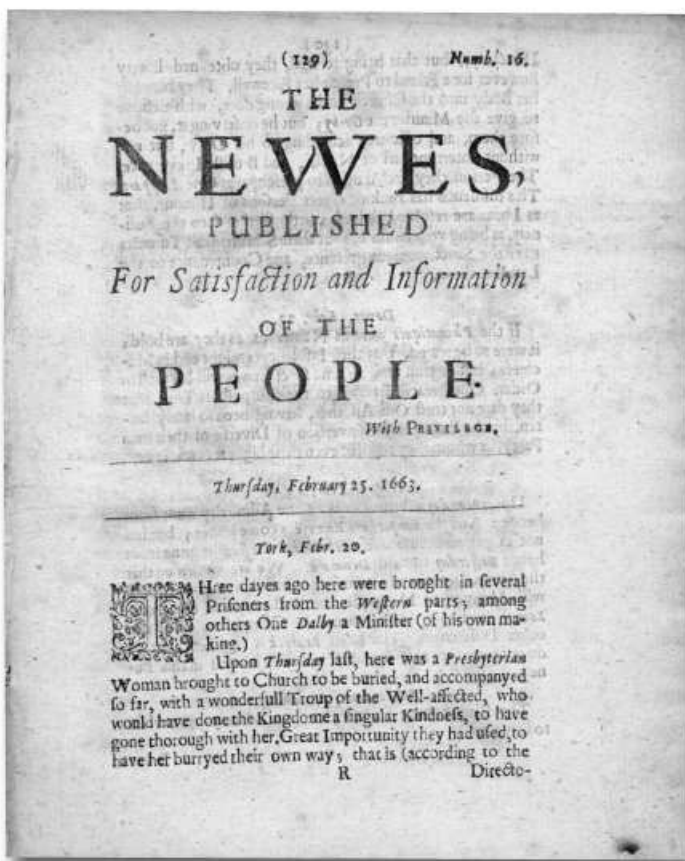 (129) Numb. 16.
THE
NEWES,
PUBLISHED
For Satisfaction and Information
OF THE
PEOPLE.
With PRIVILEGE.
Thurſday, February 25. 1663.
York, Febr. 20.
THree dayes ago here were brought in ſeveral
Priſoners from the Weſtern parts; among
others One Dalby a Miniſter (of his own ma-
king.)
Upon Thurſday laſt, here was a Presbyterian
Woman brought to Church to be buried, and accompanyed
ſo far, with a wonderfull Troup of the Well-affected, who
would have done the Kingdome a ſingular Kindneſs, to have
gone thorough with her. Great Importunity they had uſed, to
have her burryed their own way; that is (according to the
R Directo-